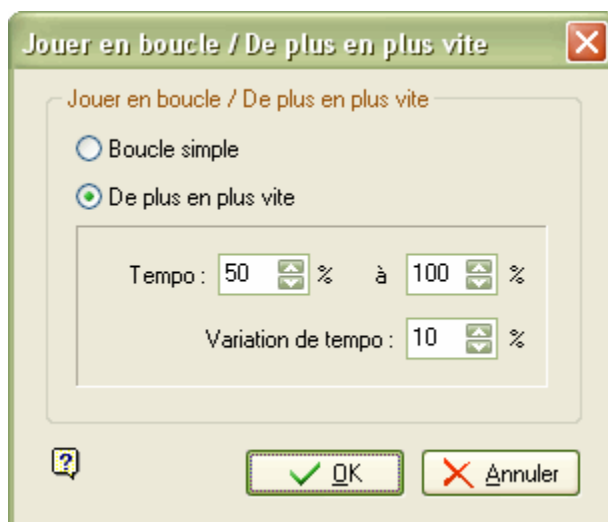 Jouer en boucle / De plus en plus vite
Jouer en boucle / De plus en plus vite
Boucle simple
De plus en plus vite
Tempo : 50 % à 100 %
Variation de tempo : 10 %
? OK Annuler